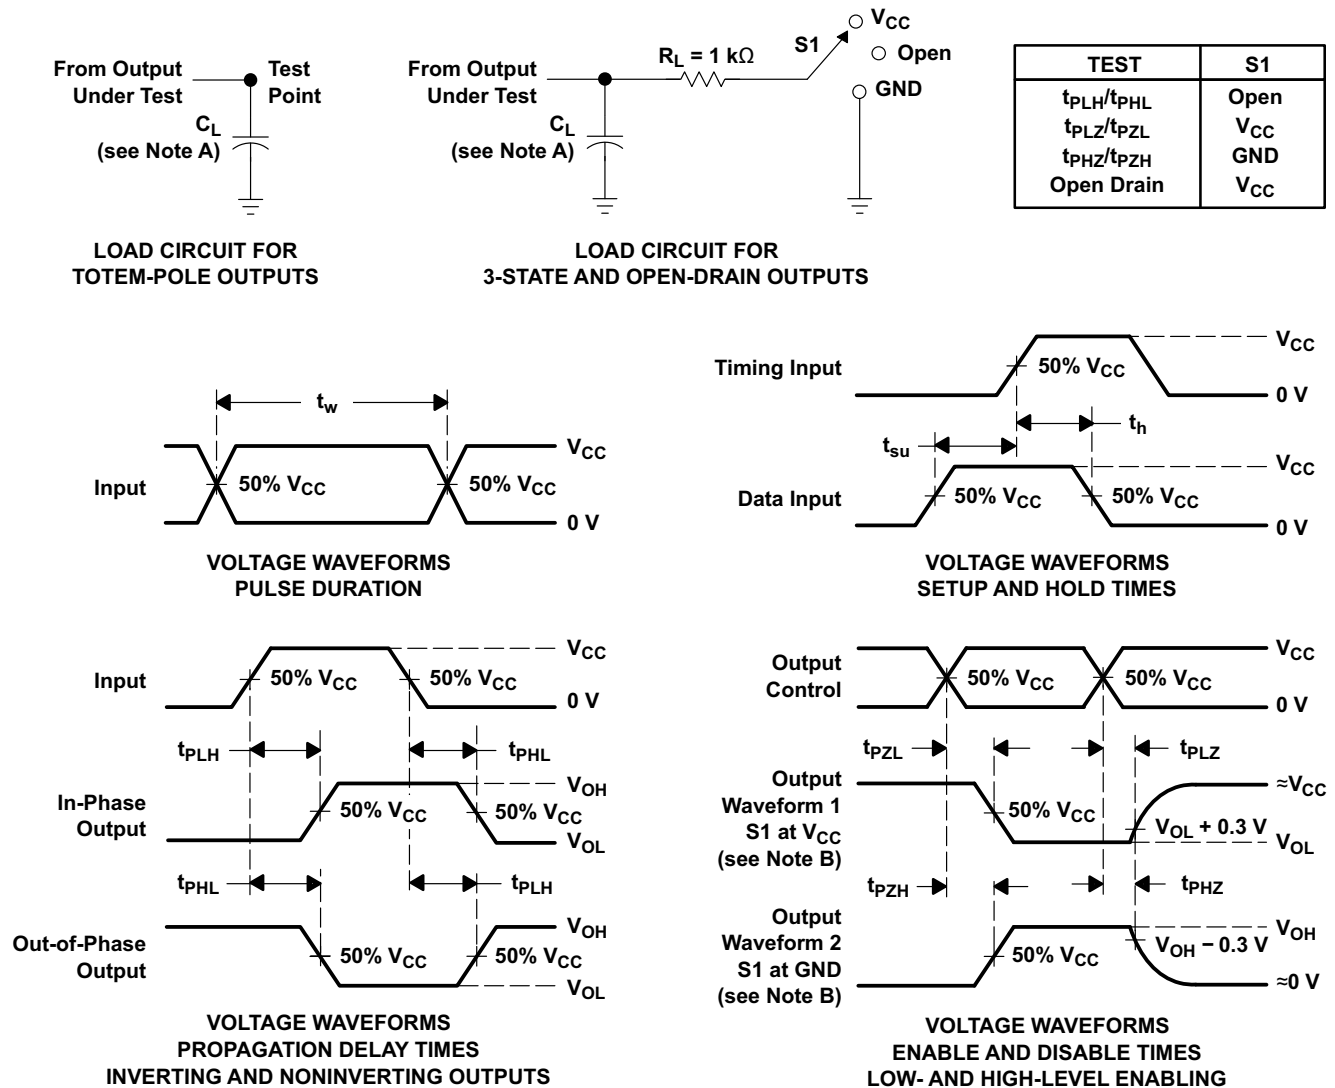 From Output
Under Test
Test
Point
C_L
(see Note A)
LOAD CIRCUIT FOR
TOTEM-POLE OUTPUTS
From Output
Under Test
R_L = 1 kΩ
S1
V_CC
Open
GND
C_L
(see Note A)
LOAD CIRCUIT FOR
3-STATE AND OPEN-DRAIN OUTPUTS
TEST S1
t_PLH/t_PHL Open
t_PLZ/t_PZL V_CC
t_PHZ/t_PZH GND
Open Drain V_CC
t_w
V_CC
Input
50% V_CC
50% V_CC
0 V
VOLTAGE WAVEFORMS
PULSE DURATION
V_CC
Timing Input
50% V_CC
0 V
t_h
t_su
V_CC
Data Input
50% V_CC
50% V_CC
0 V
VOLTAGE WAVEFORMS
SETUP AND HOLD TIMES
V_CC
Input
50% V_CC
50% V_CC
0 V
t_PLH
t_PHL
V_OH
In-Phase
Output
50% V_CC
50% V_CC
V_OL
t_PHL
t_PLH
V_OH
Out-of-Phase
Output
50% V_CC
50% V_CC
V_OL
VOLTAGE WAVEFORMS
PROPAGATION DELAY TIMES
INVERTING AND NONINVERTING OUTPUTS
V_CC
Output
Control
50% V_CC
50% V_CC
0 V
t_PZL
t_PLZ
Output
Waveform 1
S1 at V_CC
(see Note B)
50% V_CC
≈V_CC
V_OL + 0.3 V
V_OL
t_PZH
t_PHZ
Output
Waveform 2
S1 at GND
(see Note B)
50% V_CC
V_OH
V_OH − 0.3 V
≈0 V
VOLTAGE WAVEFORMS
ENABLE AND DISABLE TIMES
LOW- AND HIGH-LEVEL ENABLING